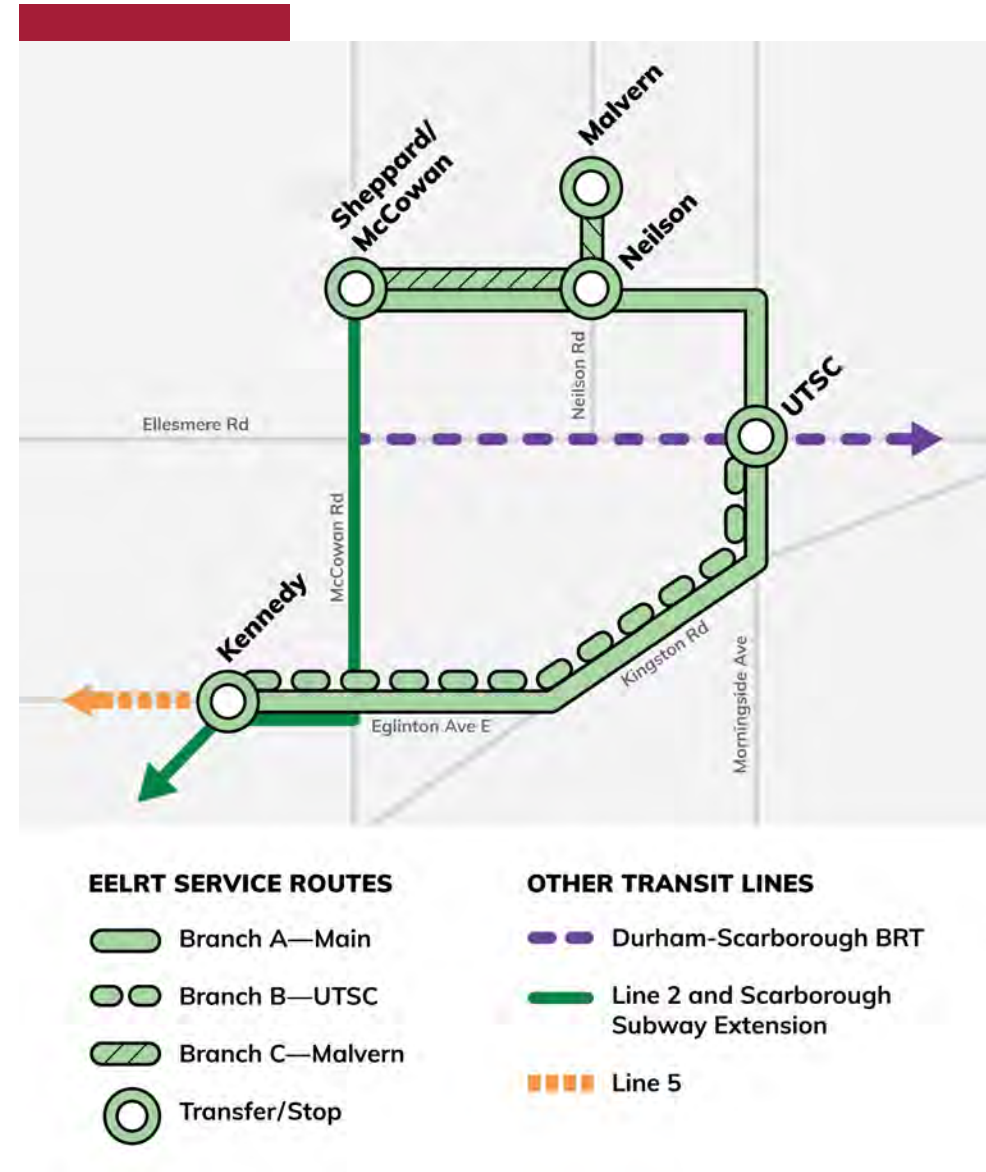 Malvern
Sheppard/
McCowan
Neilson
Neilson Rd
UTSC
Ellesmere Rd
McCowan Rd
Kennedy
Kingston Rd
Morningside Ave
Eglinton Ave E
EELRT SERVICE ROUTES
Branch A—Main
Branch B—UTSC
Branch C—Malvern
Transfer/Stop
OTHER TRANSIT LINES
Durham-Scarborough BRT
Line 2 and Scarborough
Subway Extension
Line 5